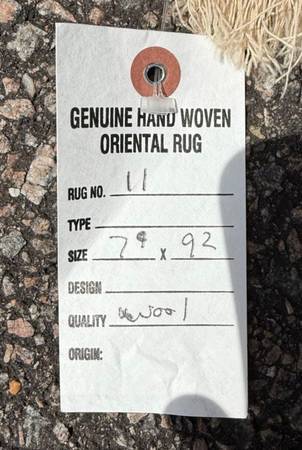 GENUINE HAND WOVEN
ORIENTAL RUG
RUG NO. 11
TYPE
SIZE 7⁹ x 92
DESIGN
QUALITY wool
ORIGIN: